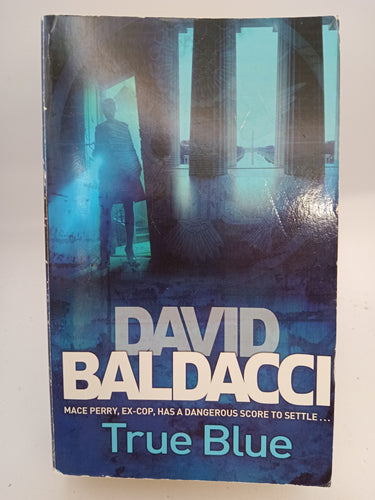 DAVID
BALDACCI
MACE PERRY, EX-COP, HAS A DANGEROUS SCORE TO SETTLE ...
True Blue